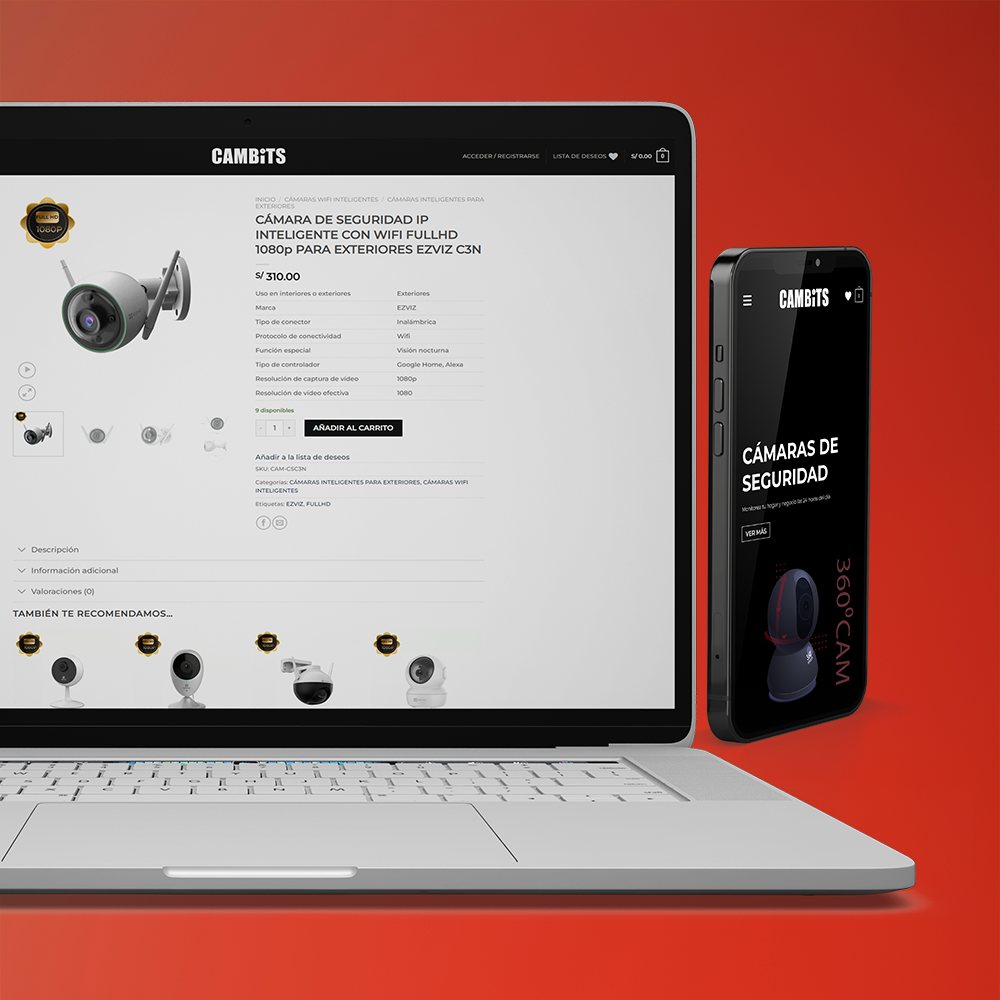 CAMBiTS
ACCEDER / REGISTRARSE
LISTA DE DESEOS
S/ 0.00
0
INICIO / CÁMARAS WIFI INTELIGENTES / CÁMARAS INTELIGENTES PARA
EXTERIORES
CÁMARA DE SEGURIDAD IP
INTELIGENTE CON WIFI FULLHD
1080p PARA EXTERIORES EZVIZ C3N
S/ 310.00
FULL HD
1080P
Uso en interiores o exteriores Exteriores
Marca EZVIZ
Tipo de conector Inalámbrica
Protocolo de conectividad Wifi
Función especial Visión nocturna
Tipo de controlador Google Home, Alexa
Resolución de captura de vídeo 1080p
Resolución de vídeo efectiva 1080
9 disponibles
- 1 +
AÑADIR AL CARRITO
Añadir a la lista de deseos
SKU: CAM-CSC3N
Categorías: CÁMARAS INTELIGENTES PARA EXTERIORES, CÁMARAS WIFI
INTELIGENTES
Etiquetas: EZVIZ, FULLHD
Descripción
Información adicional
Valoraciones (0)
TAMBIÉN TE RECOMENDAMOS...
CAMBiTS
0
CÁMARAS DE
SEGURIDAD
Monitorea tu hogar y negocio las 24 horas del día
VER MÁS
360° CAM